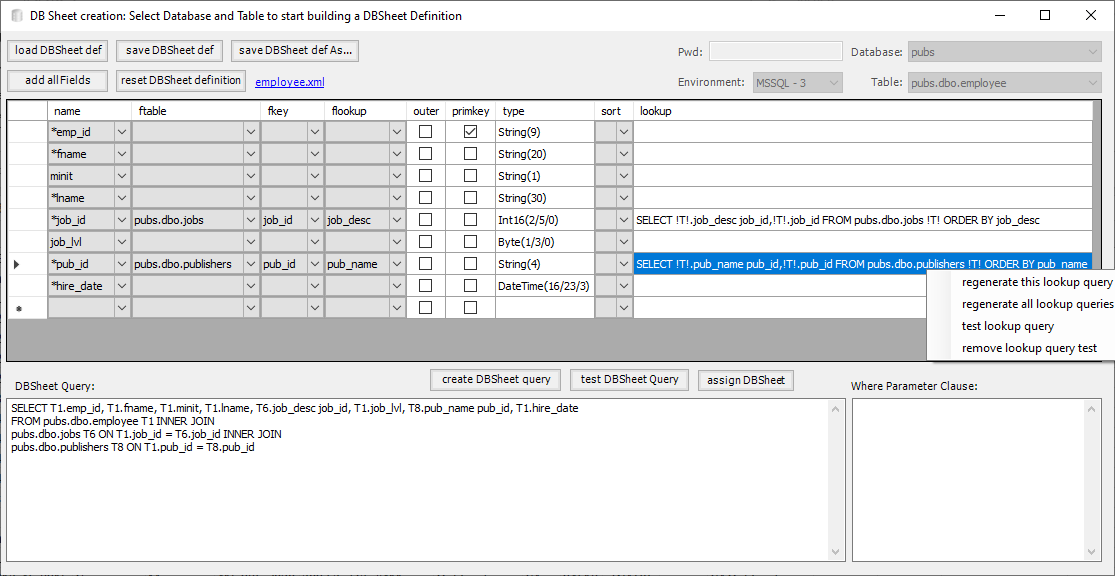 DB Sheet creation: Select Database and Table to start building a DBSheet Definition
load DBSheet def save DBSheet def save DBSheet def As... Pwd: Database: pubs
add all Fields reset DBSheet definition employee.xml Environment: MSSQL - 3 Table: pubs.dbo.employee
name ftable fkey flookup outer primkey type sort lookup
*emp_id String(9)
*fname String(20)
minit String(1)
*lname String(30)
*job_id pubs.dbo.jobs job_id job_desc Int16(2/5/0) SELECT !T!.job_desc job_id,!T!.job_id FROM pubs.dbo.jobs !T! ORDER BY job_desc
job_lvl Byte(1/3/0)
*pub_id pubs.dbo.publishers pub_id pub_name String(4) SELECT !T!.pub_name pub_id,!T!.pub_id FROM pubs.dbo.publishers !T! ORDER BY pub_name
*hire_date DateTime(16/23/3)
regenerate this lookup query
regenerate all lookup queries
test lookup query
remove lookup query test
DBSheet Query: create DBSheet query test DBSheet Query assign DBSheet Where Parameter Clause:
SELECT T1.emp_id, T1.fname, T1.minit, T1.lname, T6.job_desc job_id, T1.job_lvl, T8.pub_name pub_id, T1.hire_date
FROM pubs.dbo.employee T1 INNER JOIN
pubs.dbo.jobs T6 ON T1.job_id = T6.job_id INNER JOIN
pubs.dbo.publishers T8 ON T1.pub_id = T8.pub_id